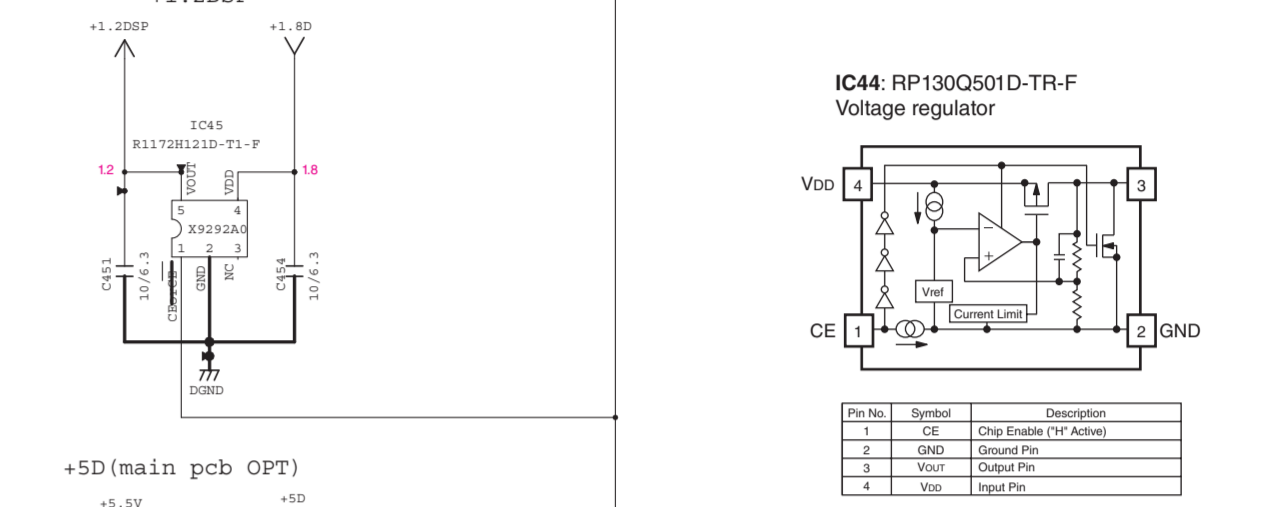 +1.2DSP
+1.2DSP
+1.8D
IC45
R1172H121D-T1-F
1.2
1.8
VOUT
VDD
5
4
X9292A0
1
2
3
C451
10/6.3
GND
NC
C454
10/6.3
DGND
+5D(main pcb OPT)
+5.5V
+5D
IC44: RP130Q501D-TR-F
Voltage regulator
VDD
4
3
Vref
Current Limit
CE
1
2
GND
Pin No. Symbol Description
1 CE Chip Enable ("H" Active)
2 GND Ground Pin
3 VOUT Output Pin
4 VDD Input Pin